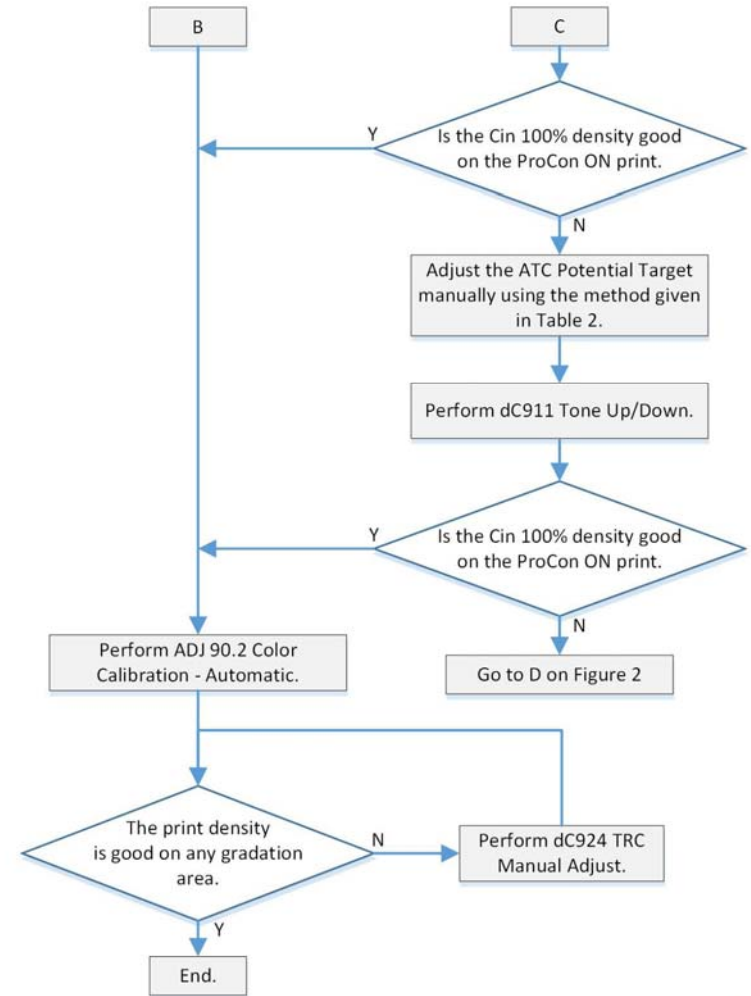 B
C
Y
Is the Cin 100% density good
on the ProCon ON print.
N
Adjust the ATC Potential Target
manually using the method given
in Table 2.
Perform dC911 Tone Up/Down.
Y
Is the Cin 100% density good
on the ProCon ON print.
N
Perform ADJ 90.2 Color
Calibration - Automatic.
Go to D on Figure 2
The print density
is good on any gradation
area.
N
Perform dC924 TRC
Manual Adjust.
Y
End.